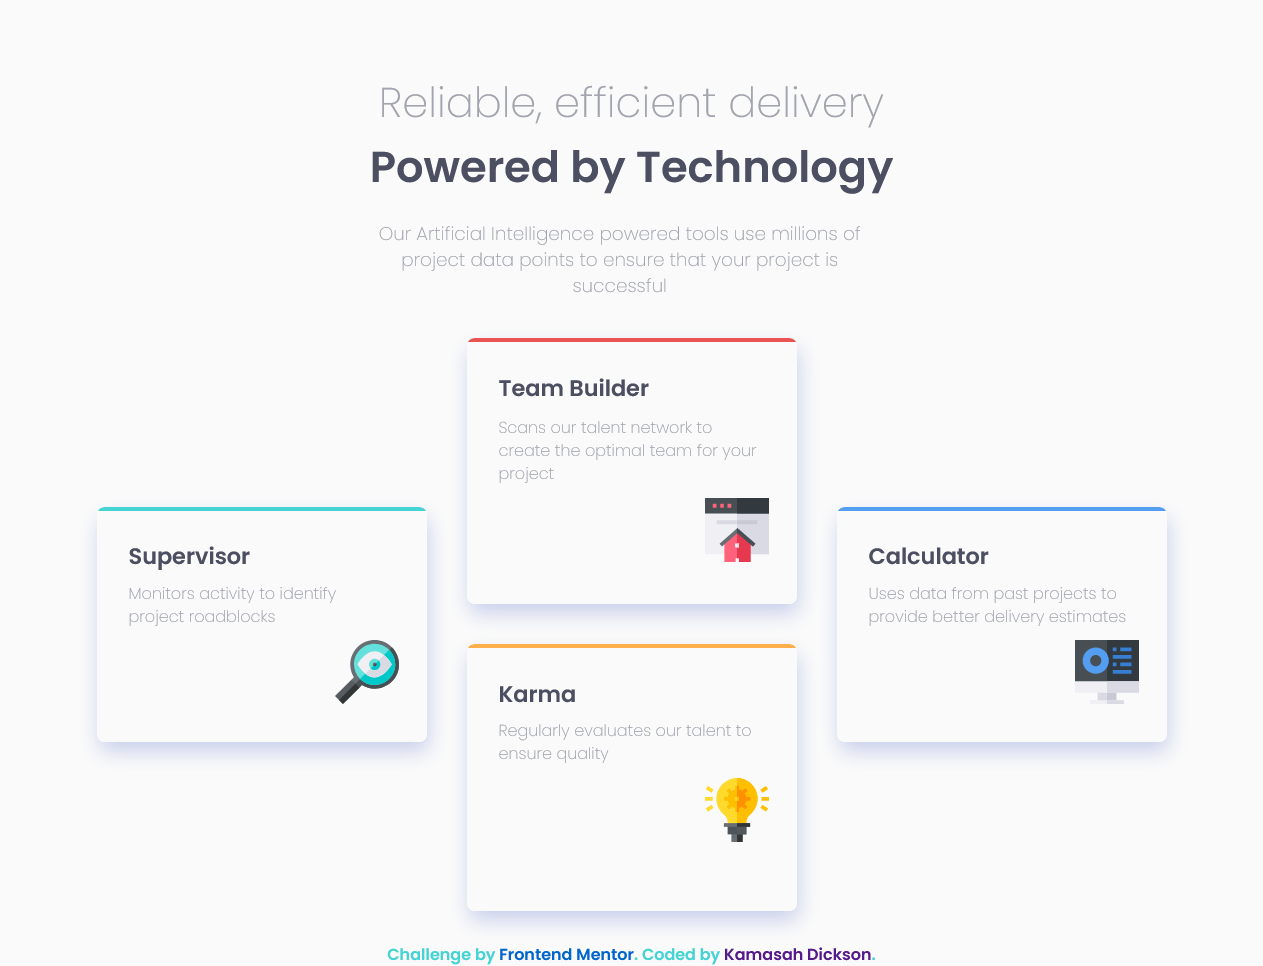 Reliable, efficient delivery
Powered by Technology
Our Artificial Intelligence powered tools use millions of
project data points to ensure that your project is
successful
Team Builder
Scans our talent network to
create the optimal team for your
project
Supervisor
Monitors activity to identify
project roadblocks
Calculator
Uses data from past projects to
provide better delivery estimates
Karma
Regularly evaluates our talent to
ensure quality
Challenge by Frontend Mentor. Coded by Kamasah Dickson.